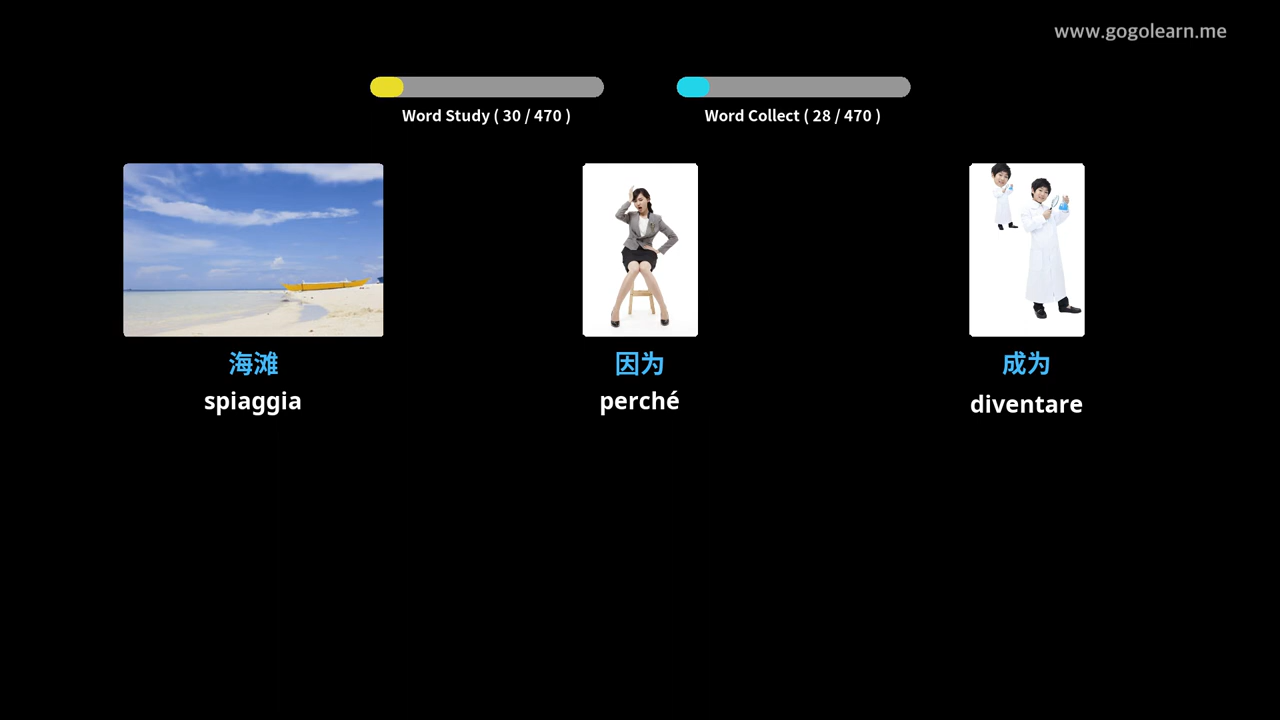 www.gogolearn.me
Word Study ( 30 / 470 )
Word Collect ( 28 / 470 )
海滩
spiaggia
因为
perché
成为
diventare